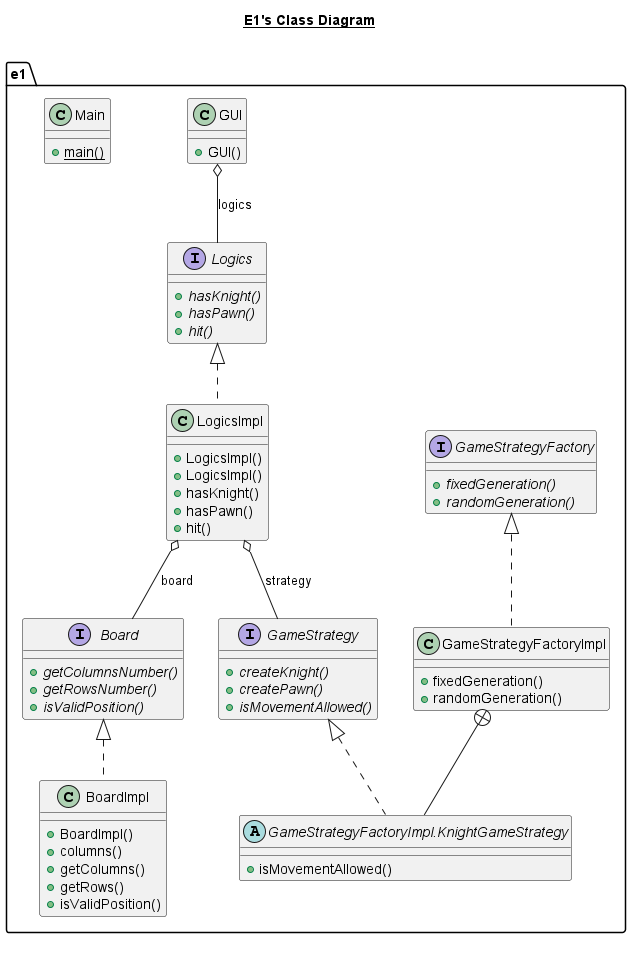 E1's Class Diagram
e1
C Main
main()
C GUI
GUI()
logics
I Logics
hasKnight()
hasPawn()
hit()
C LogicsImpl
LogicsImpl()
LogicsImpl()
hasKnight()
hasPawn()
hit()
I GameStrategyFactory
fixedGeneration()
randomGeneration()
board
strategy
I Board
getColumnsNumber()
getRowsNumber()
isValidPosition()
I GameStrategy
createKnight()
createPawn()
isMovementAllowed()
C GameStrategyFactoryImpl
fixedGeneration()
randomGeneration()
C BoardImpl
BoardImpl()
columns()
getColumns()
getRows()
isValidPosition()
A GameStrategyFactoryImpl.KnightGameStrategy
isMovementAllowed()